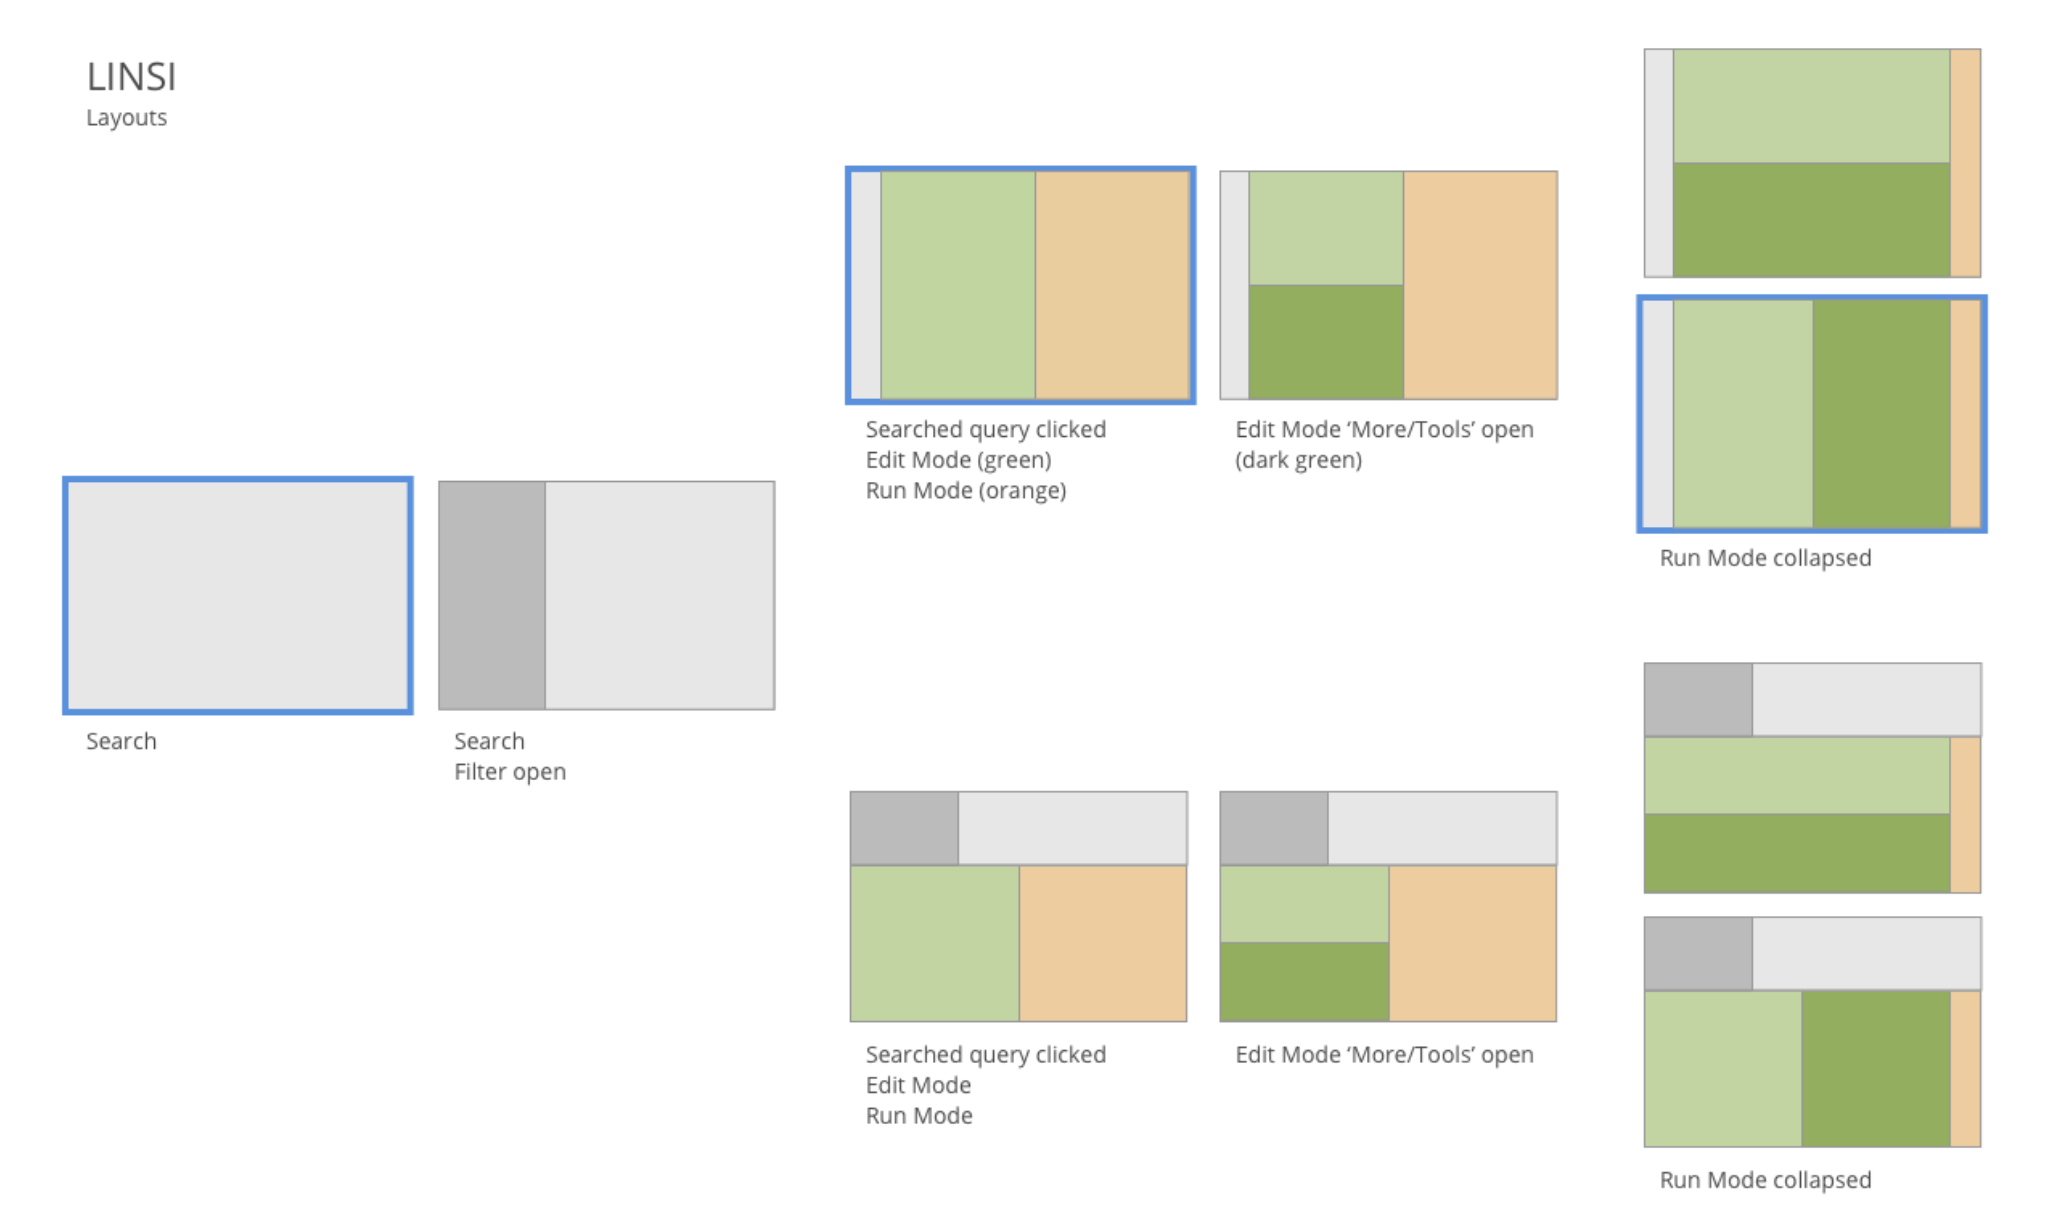 LINSI
Layouts
Search
Search
Filter open
Searched query clicked
Edit Mode (green)
Run Mode (orange)
Edit Mode ‘More/Tools’ open
(dark green)
Run Mode collapsed
Searched query clicked
Edit Mode
Run Mode
Edit Mode ‘More/Tools’ open
Run Mode collapsed